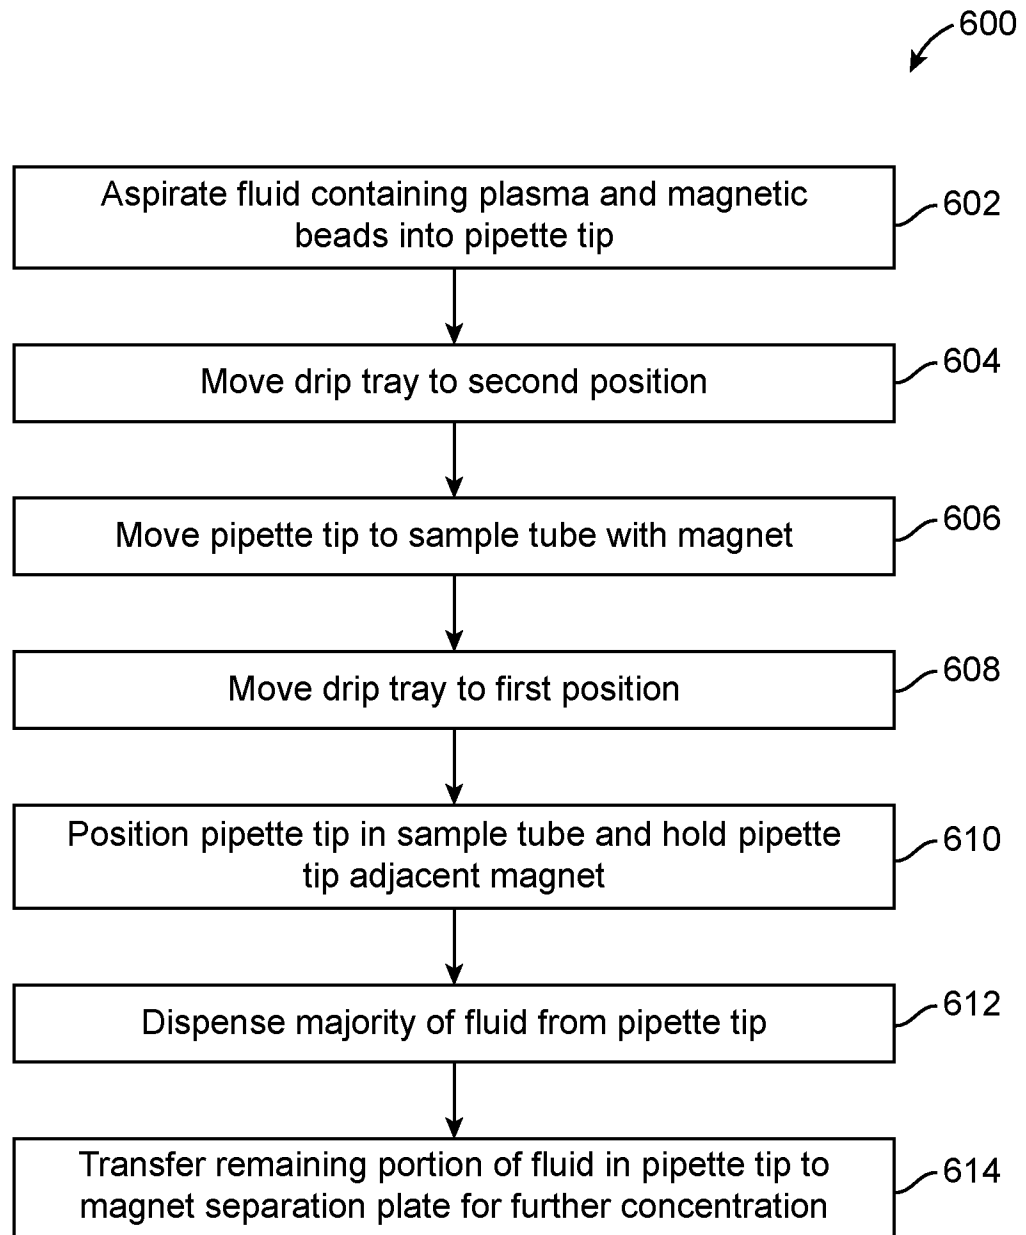 600
Aspirate fluid containing plasma and magnetic
beads into pipette tip
602
Move drip tray to second position
604
Move pipette tip to sample tube with magnet
606
Move drip tray to first position
608
Position pipette tip in sample tube and hold pipette
tip adjacent magnet
610
Dispense majority of fluid from pipette tip
612
Transfer remaining portion of fluid in pipette tip to
magnet separation plate for further concentration
614